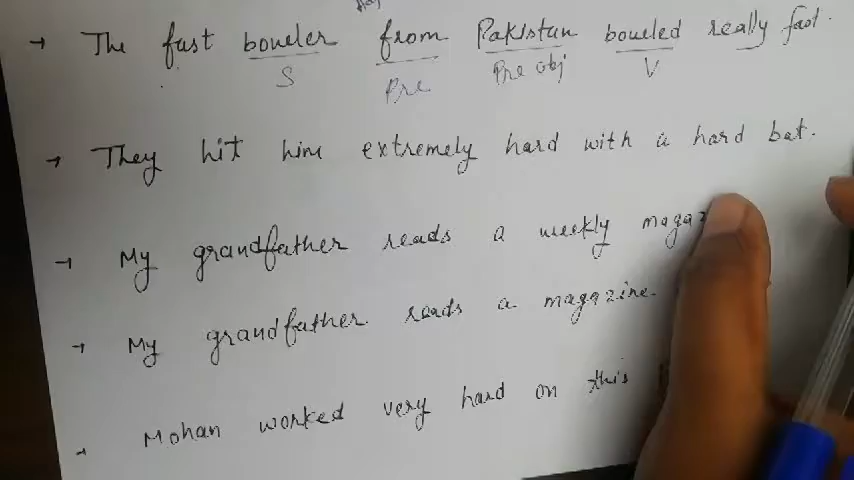 → The fast bowler from Pakistan bowled really fast.
S Pre Pre obj V
→ They hit him extremely hard with a hard bat.
→ My grandfather reads a weekly
→ My grandfather reads a magazine.
→ Mohan worked very hard on this